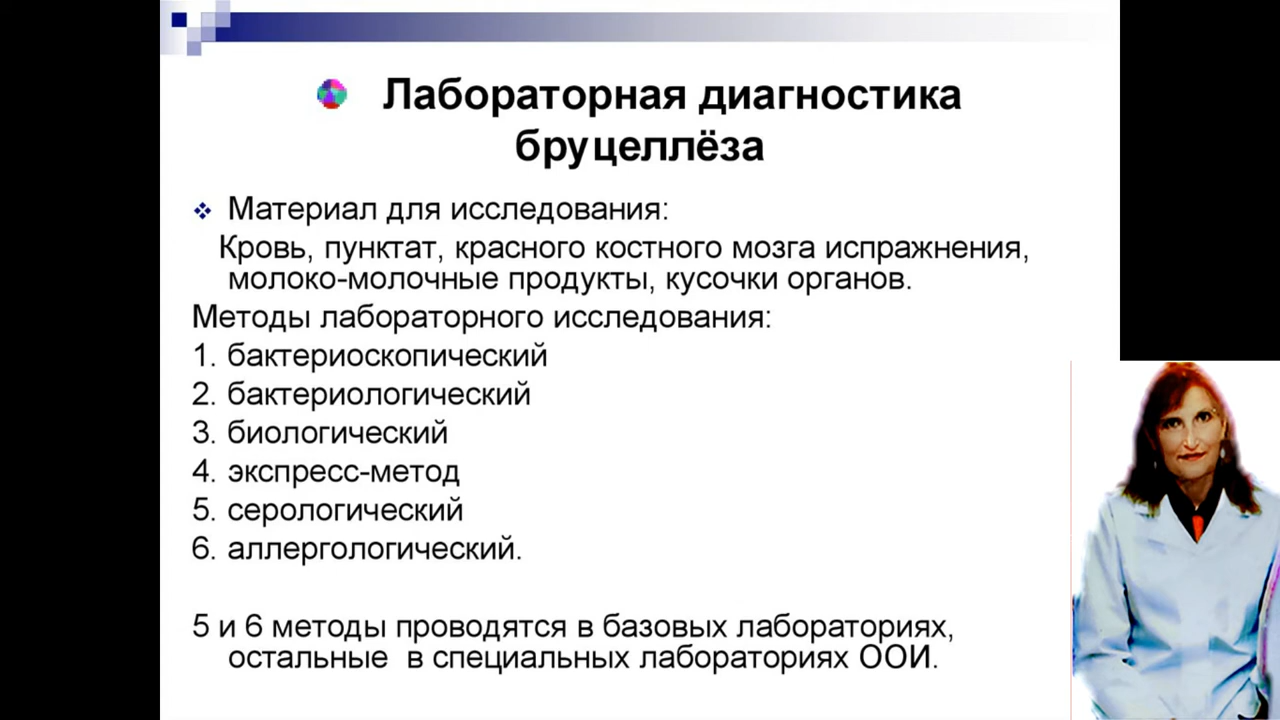 Лабораторная диагностика
бруцеллёза
Материал для исследования:
Кровь, пунктат, красного костного мозга испражнения,
молоко-молочные продукты, кусочки органов.
Методы лабораторного исследования:
1. бактериоскопический
2. бактериологический
3. биологический
4. экспресс-метод
5. серологический
6. аллергологический.
5 и 6 методы проводятся в базовых лабораториях,
остальные в специальных лабораториях ООИ.